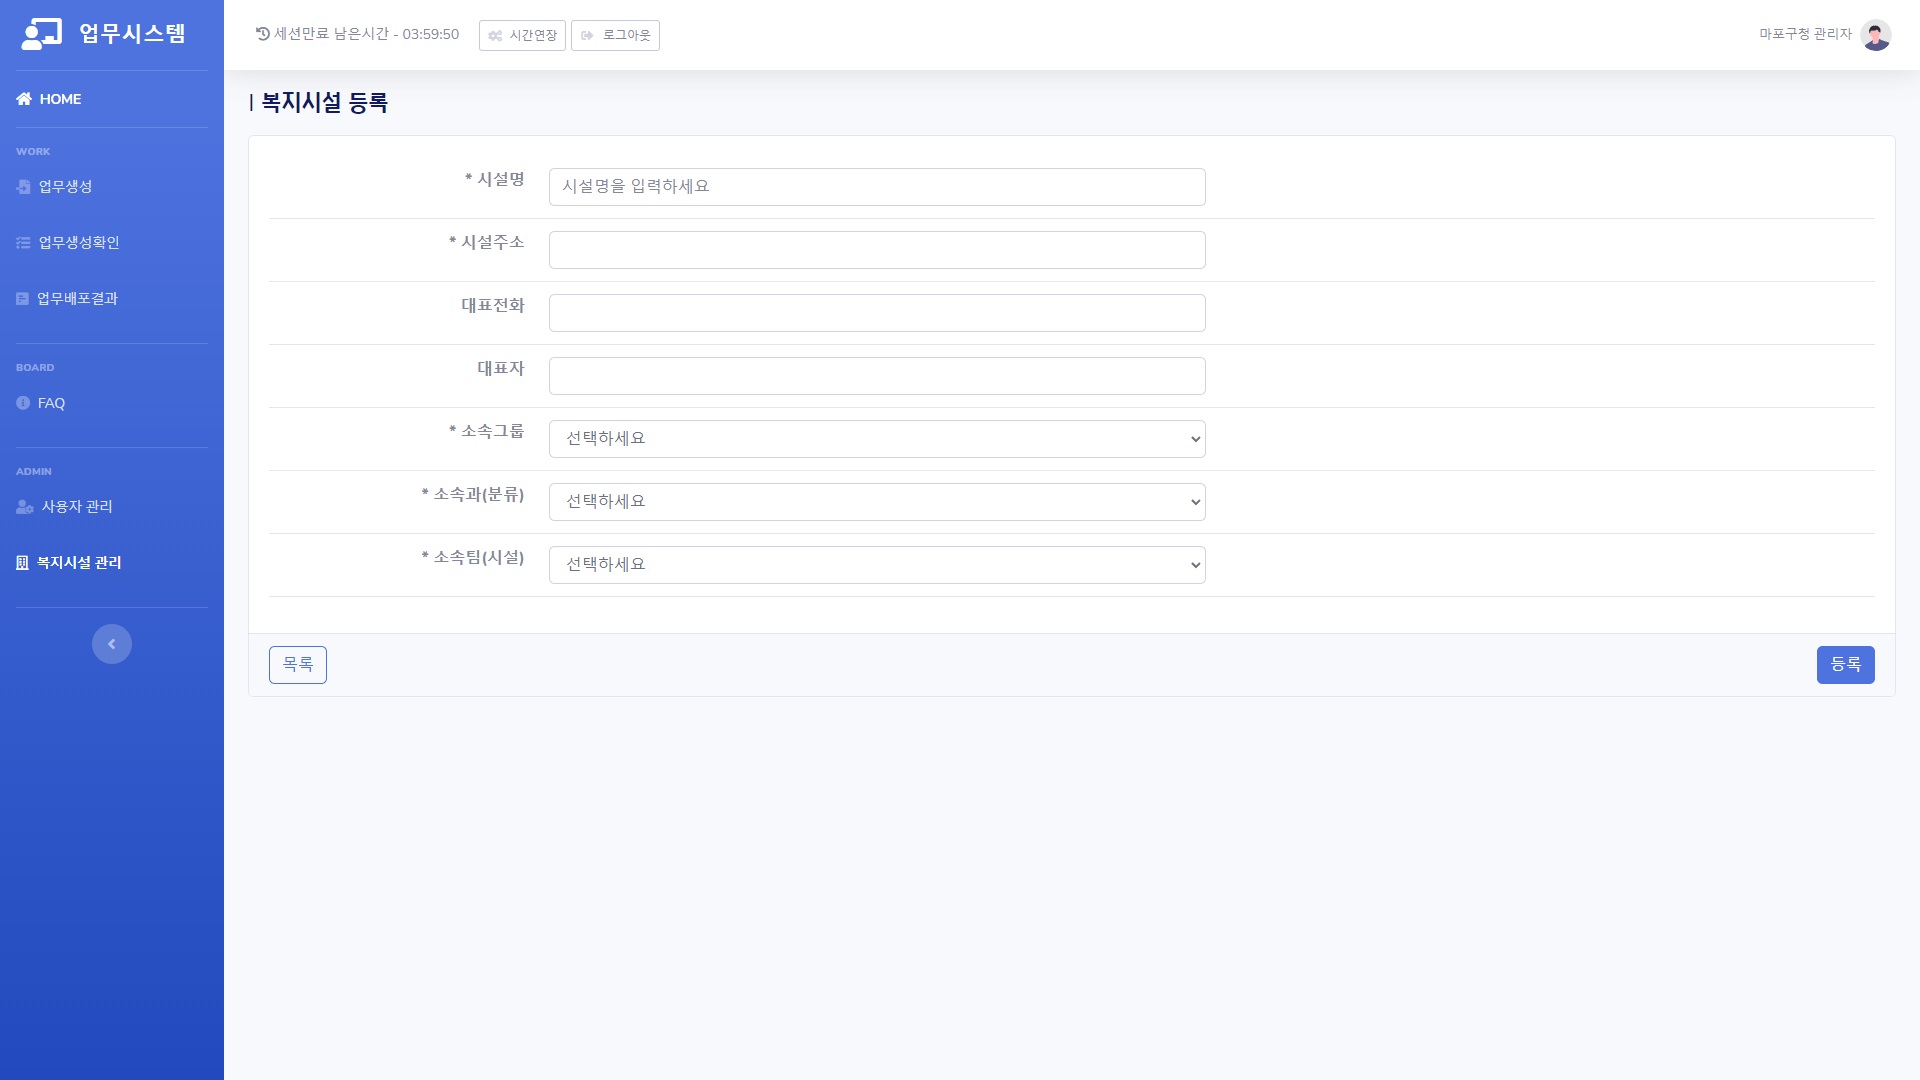 업무시스템
세션만료 남은시간 - 03:59:50
시간연장
로그아웃
마포구청 관리자
HOME
WORK
업무생성
업무생성확인
업무배포결과
BOARD
FAQ
ADMIN
사용자 관리
복지시설 관리
| 복지시설 등록
* 시설명
시설명을 입력하세요
* 시설주소
대표전화
대표자
* 소속그룹
선택하세요
* 소속과(분류)
선택하세요
* 소속팀(시설)
선택하세요
목록
등록